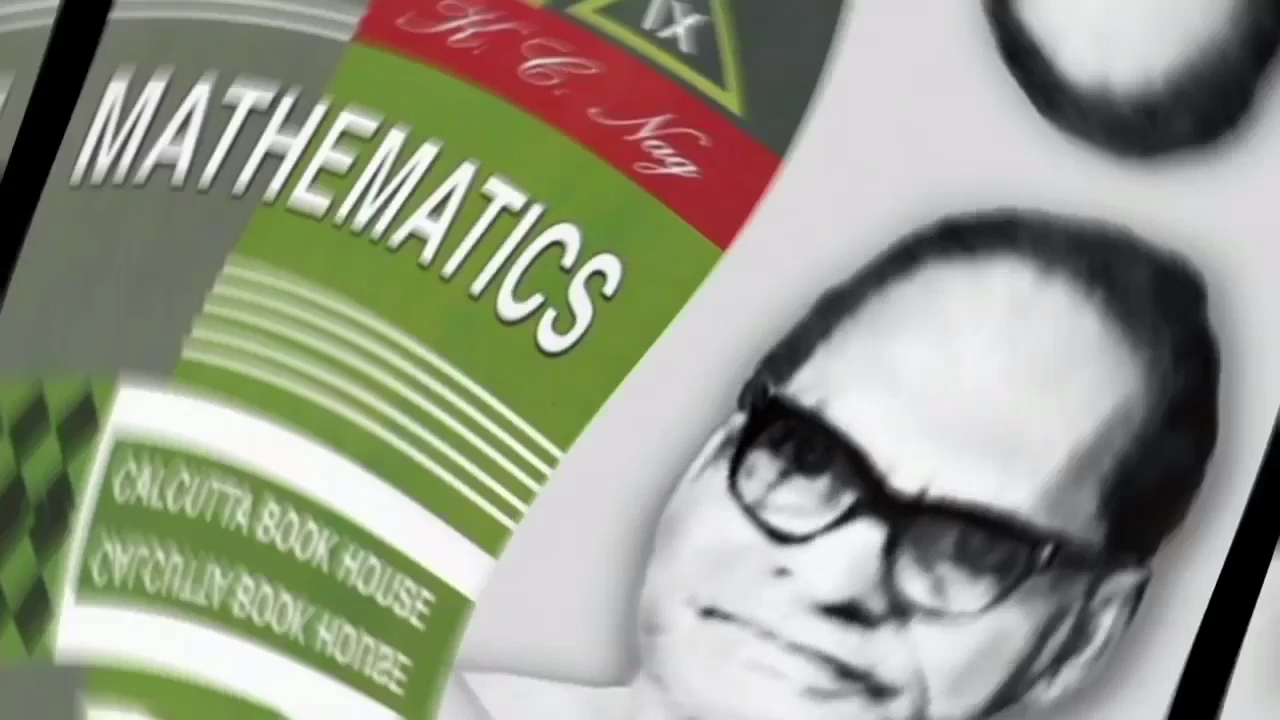 IX
K. C. Nag
MATHEMATICS
CALCUTTA BOOK HOUSE
CALCUTTA BOOK HOUSE